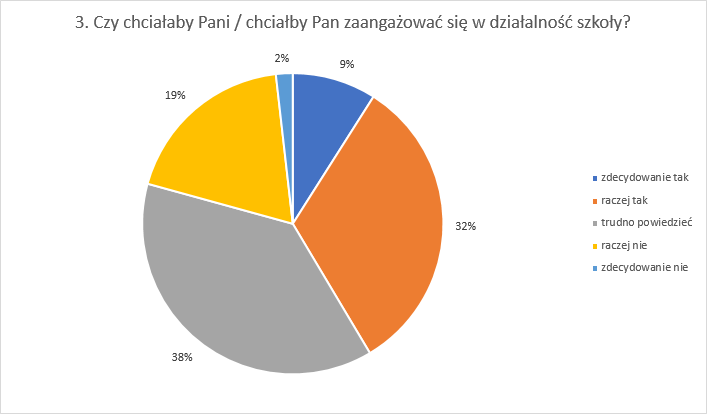 3. Czy chciałaby Pani / chciałby Pan zaangażować się w działalność szkoły?
2%
9%
19%
32%
38%
zdecydowanie tak
raczej tak
trudno powiedzieć
raczej nie
zdecydowanie nie